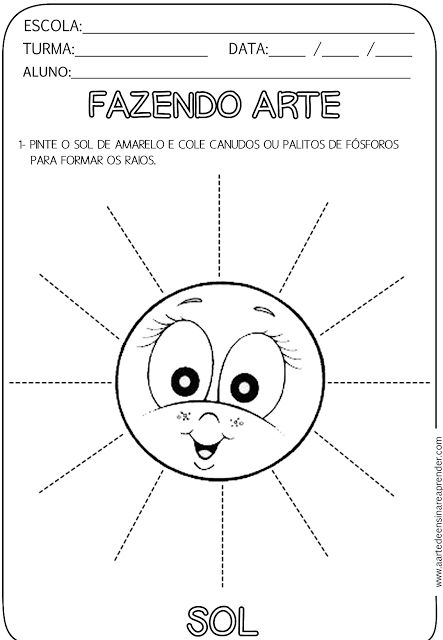 ESCOLA:
TURMA: DATA: / /
ALUNO:
FAZENDO ARTE
1- PINTE O SOL DE AMARELO E COLE CANUDOS OU PALITOS DE FÓSFOROS
PARA FORMAR OS RAIOS.
www.aartedeensinareaprender.com
SOL